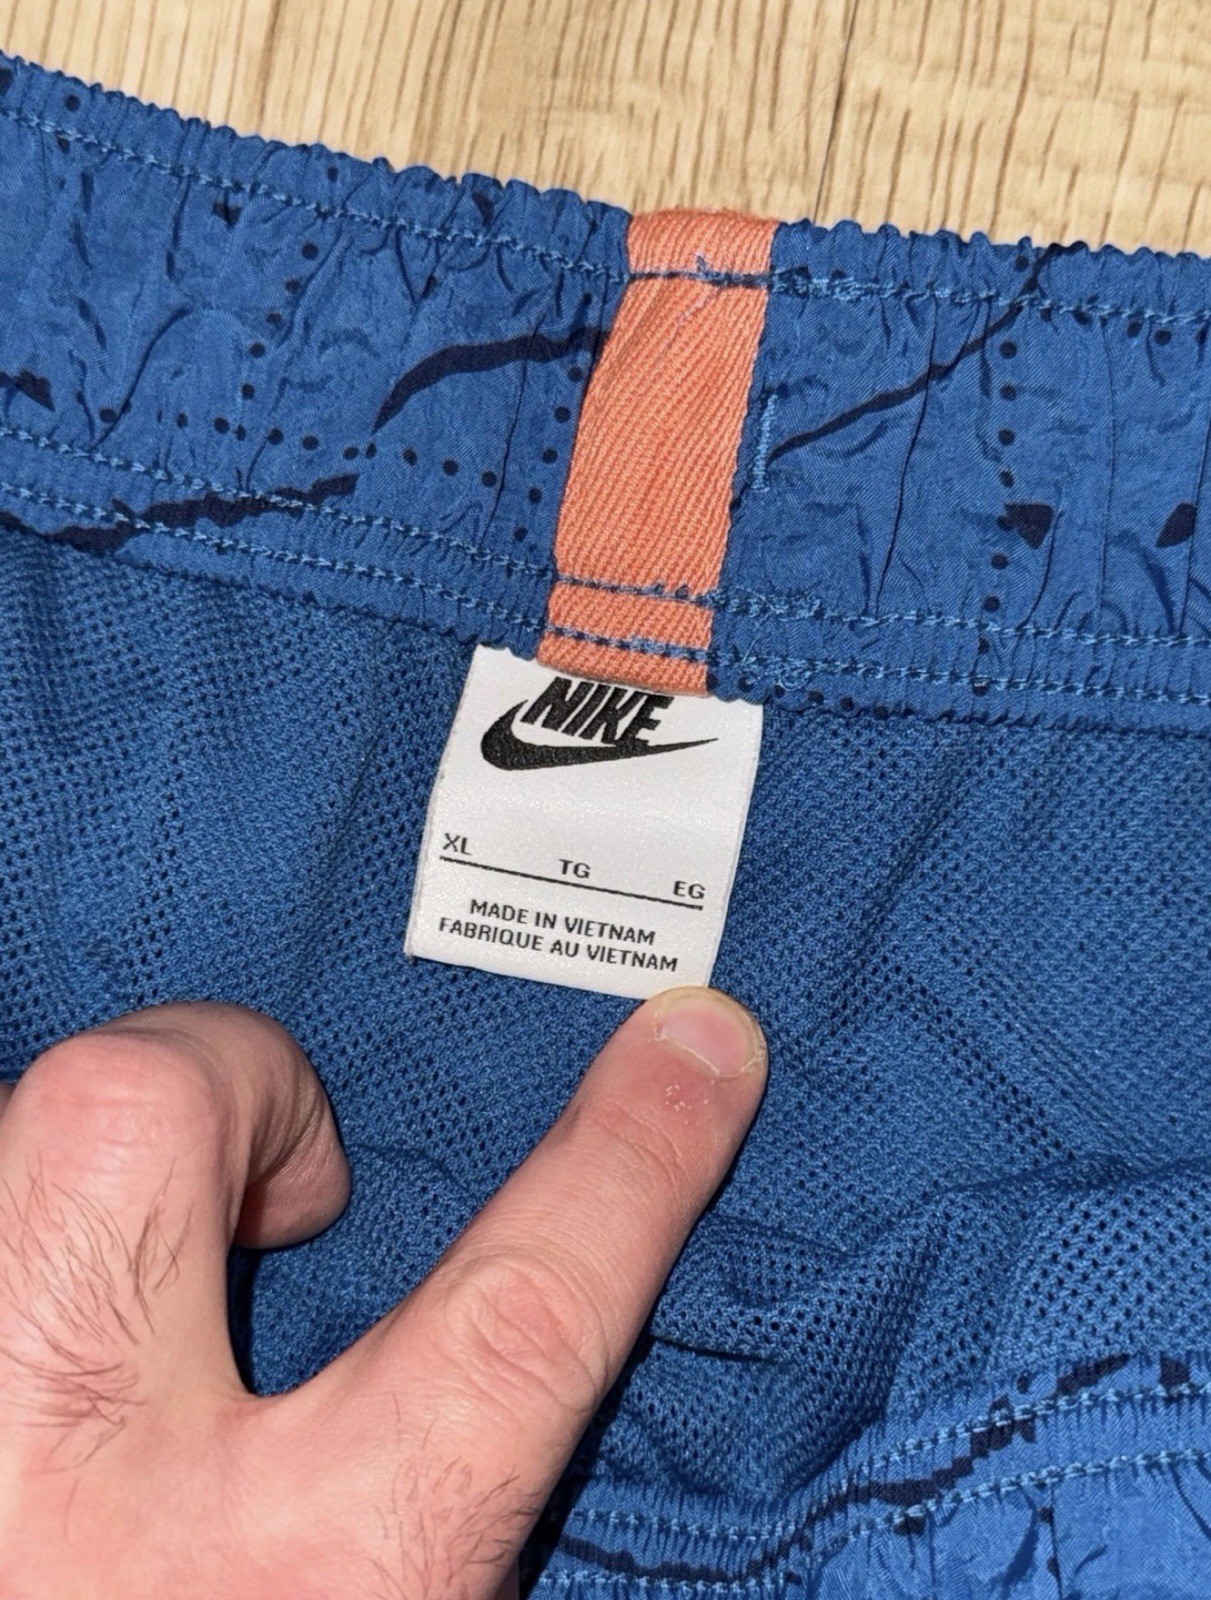 NIKE
XL TG EG
MADE IN VIETNAM
FABRIQUE AU VIETNAM